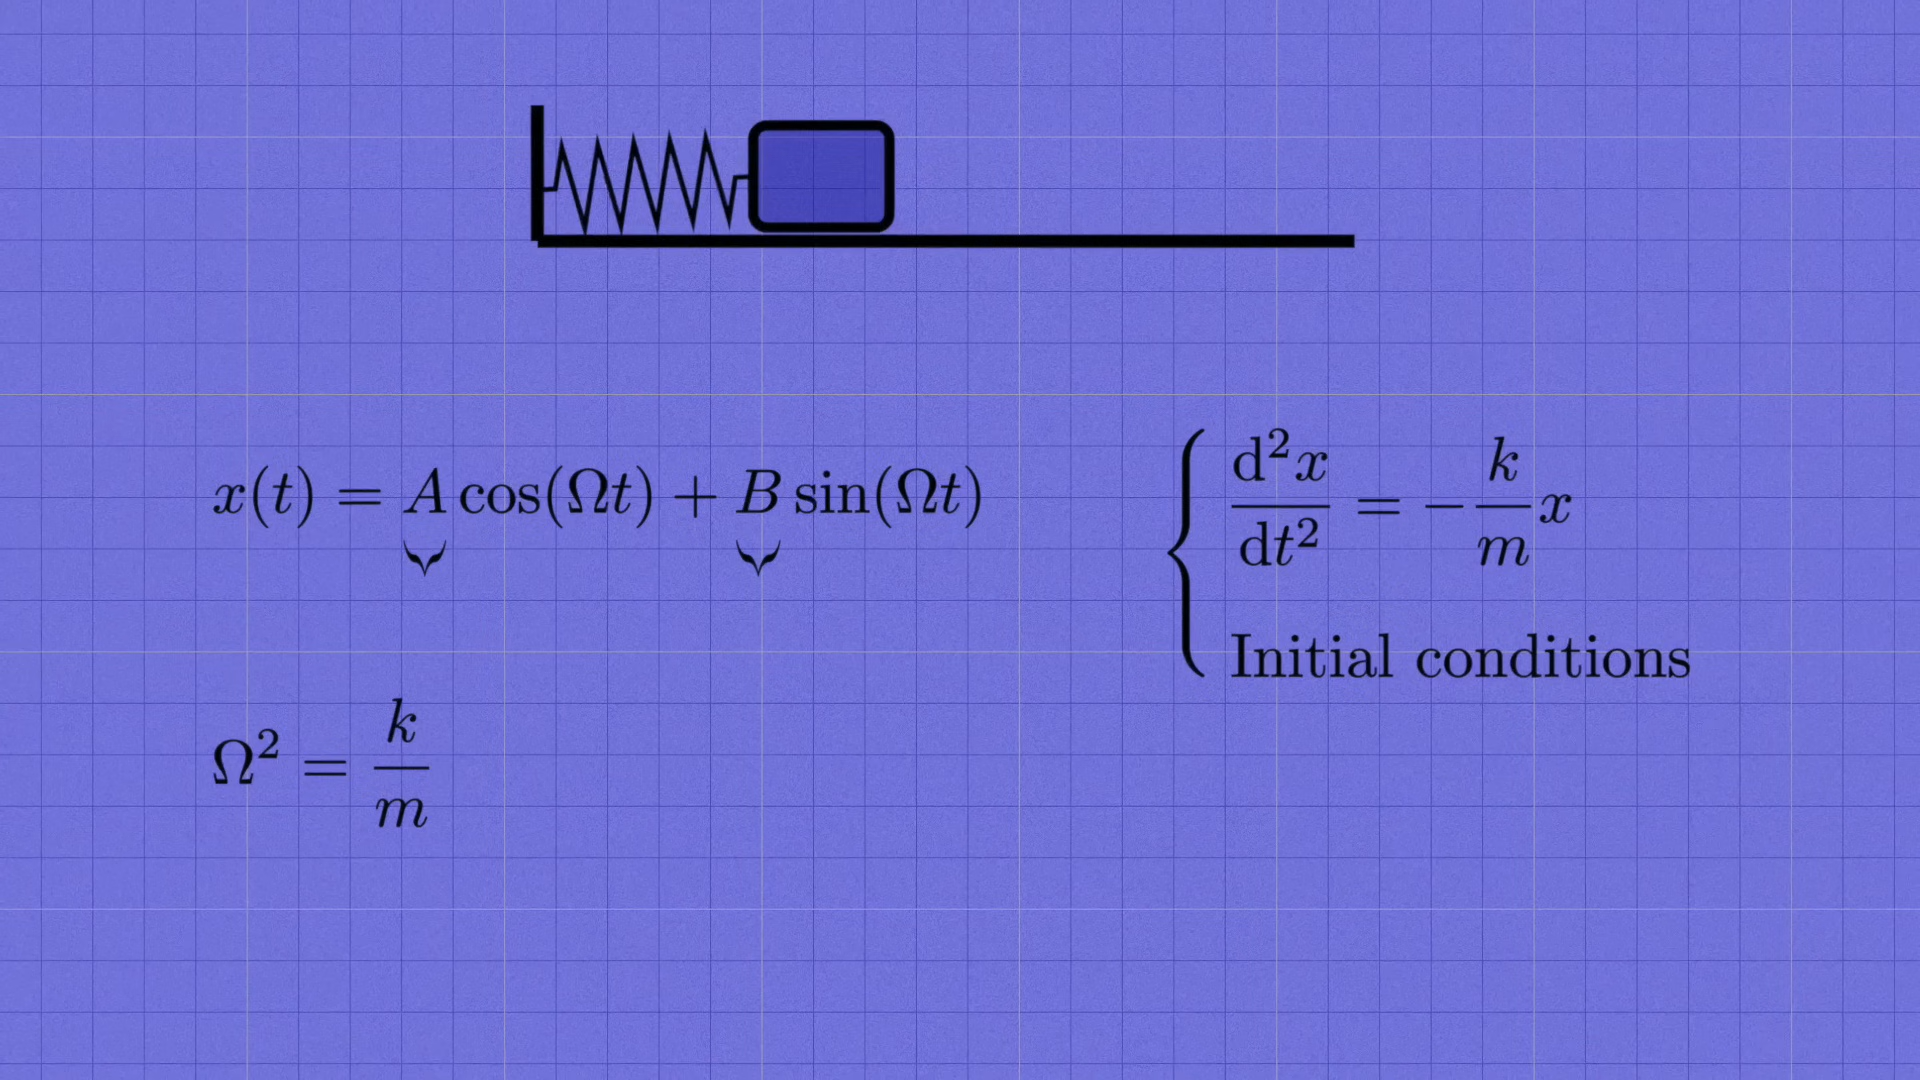 x(t) = A cos(Ωt) + B sin(Ωt)
d²x/dt² = −k/m x
Initial conditions
Ω² = k/m